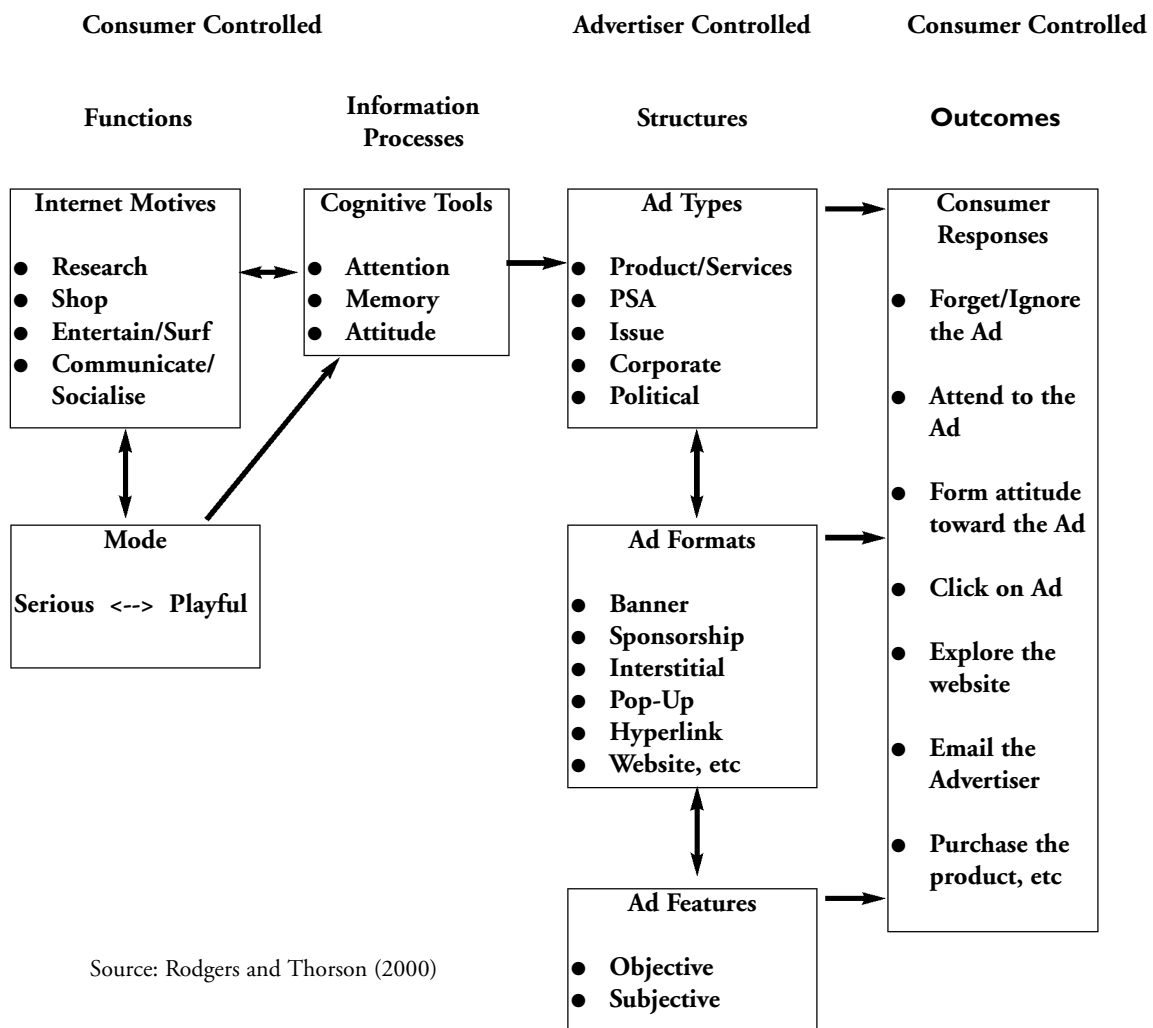 Consumer Controlled
Advertiser Controlled
Consumer Controlled
Functions
Information
Processes
Structures
Outcomes
Internet Motives
● Research
● Shop
● Entertain/Surf
● Communicate/
Socialise
Mode
Serious <--> Playful
Cognitive Tools
● Attention
● Memory
● Attitude
Ad Types
● Product/Services
● PSA
● Issue
● Corporate
● Political
Ad Formats
● Banner
● Sponsorship
● Interstitial
● Pop-Up
● Hyperlink
● Website, etc
Ad Features
● Objective
● Subjective
Consumer
Responses
● Forget/Ignore
the Ad
● Attend to the
Ad
● Form attitude
toward the Ad
● Click on Ad
● Explore the
website
● Email the
Advertiser
● Purchase the
product, etc
Source: Rodgers and Thorson (2000)